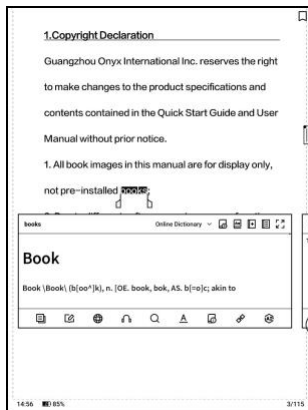 1.Copyright Declaration
Guangzhou Onyx International Inc. reserves the right
to make changes to the product specifications and
contents contained in the Quick Start Guide and User
Manual without prior notice.
1. All book images in this manual are for display only,
not pre-installed books;
books
Online Dictionary
Book
Book \Book\ (b[oo^]k), n. [OE. book, bok, AS. b[=o]c; akin to
A
14:56 85%
3/115